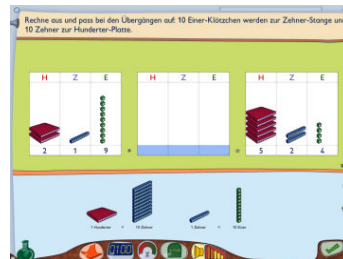 Rechne aus und pass bei den Übergängen auf: 10 Einer-Klötzchen werden zur Zehner-Stange und
10 Zehner zur Hunderter-Platte.
H Z E
H Z E
H Z E
2 1 9
5 2 4
1 Hunderter = 10 Zehner
1 Zehner = 10 Einer